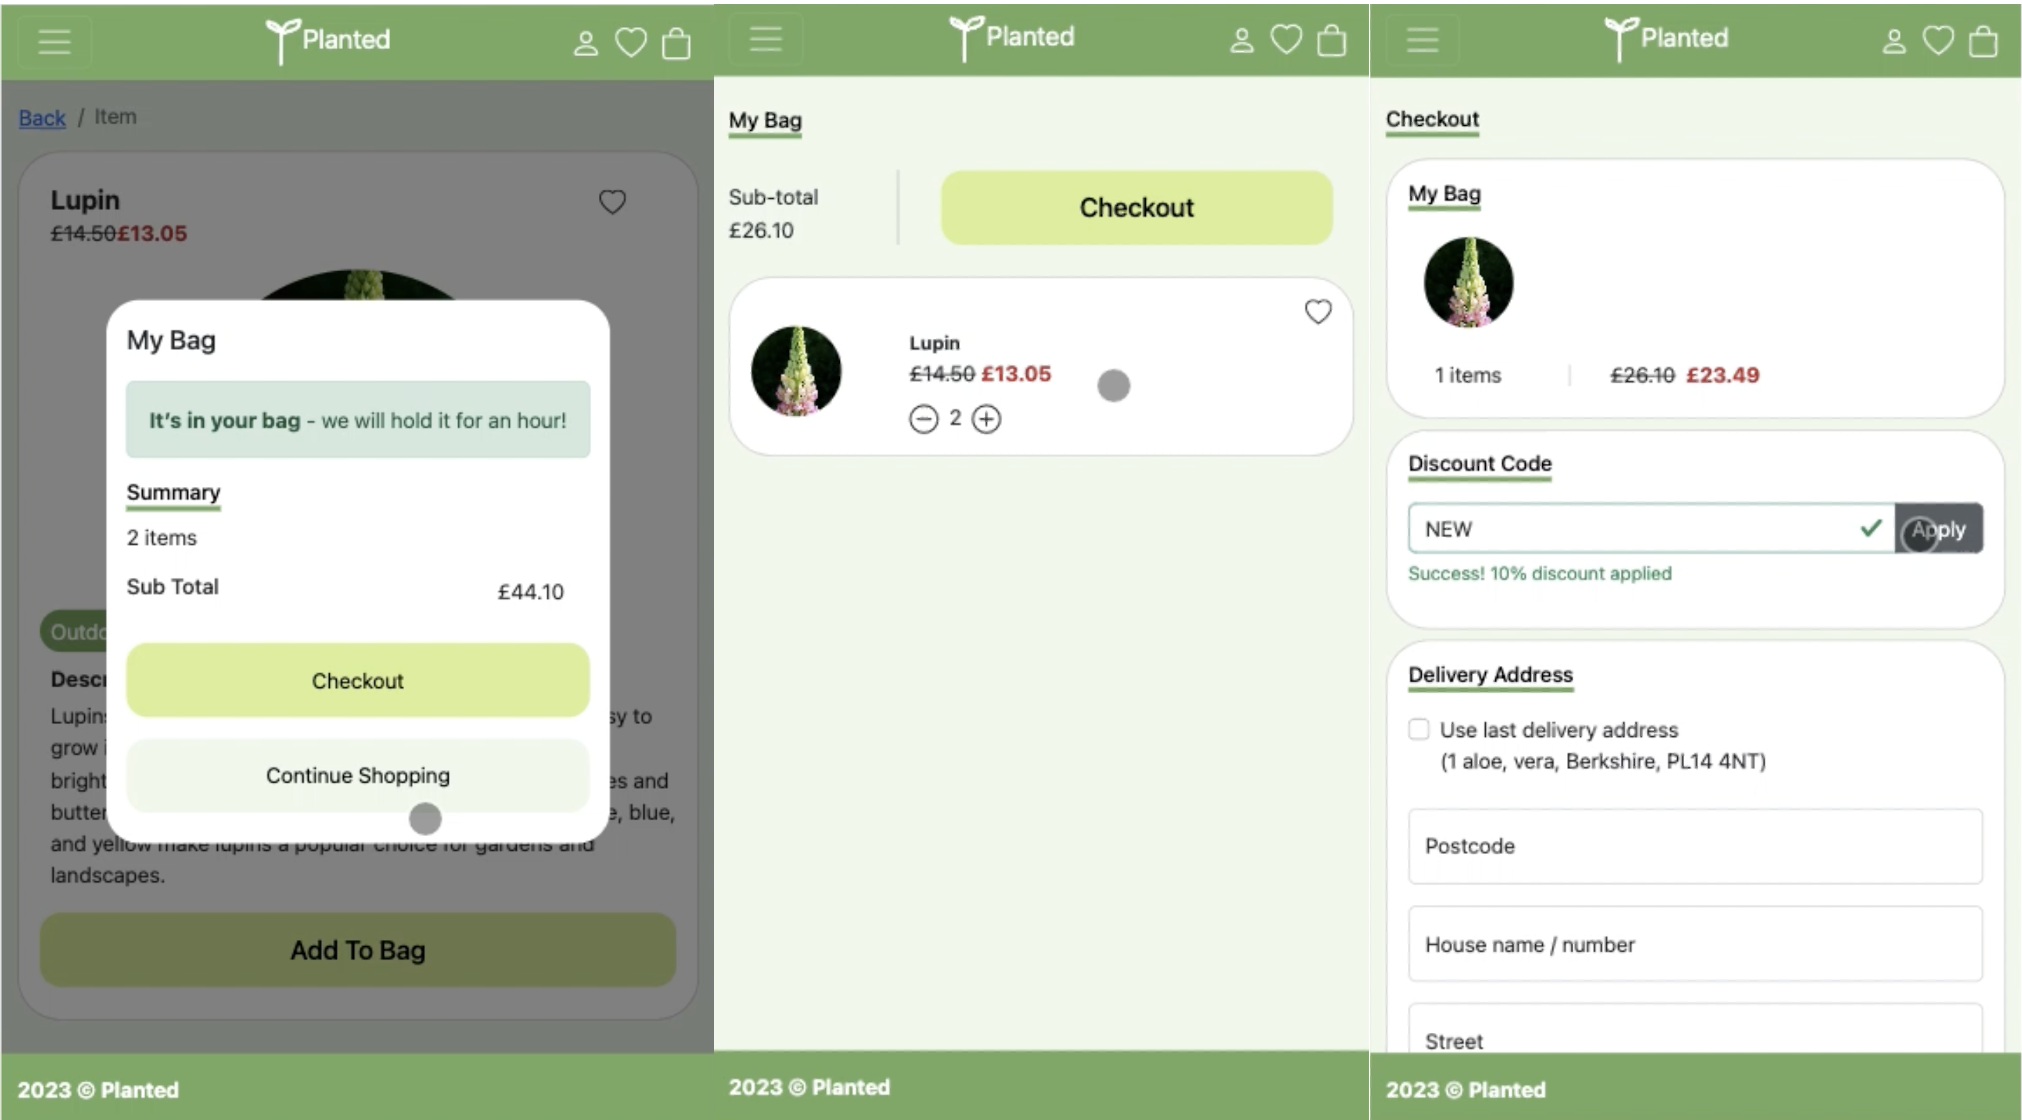 Planted
Back / Item
Lupin
£14.50£13.05
My Bag
It's in your bag - we will hold it for an hour!
Summary
2 items
Sub Total
£44.10
Outdo
Checkout
Descr
Lupins
sy to
grow i
Continue Shopping
bright
es and
butter
e, blue,
and yellow make lupins a popular choice for gardens and
landscapes.
Add To Bag
2023 © Planted
Planted
My Bag
Sub-total
£26.10
Checkout
Lupin
£14.50 £13.05
2
2023 © Planted
Planted
Checkout
My Bag
1 items
£26.10 £23.49
Discount Code
NEW
Apply
Success! 10% discount applied
Delivery Address
Use last delivery address
(1 aloe, vera, Berkshire, PL14 4NT)
Postcode
House name / number
Street
2023 © Planted